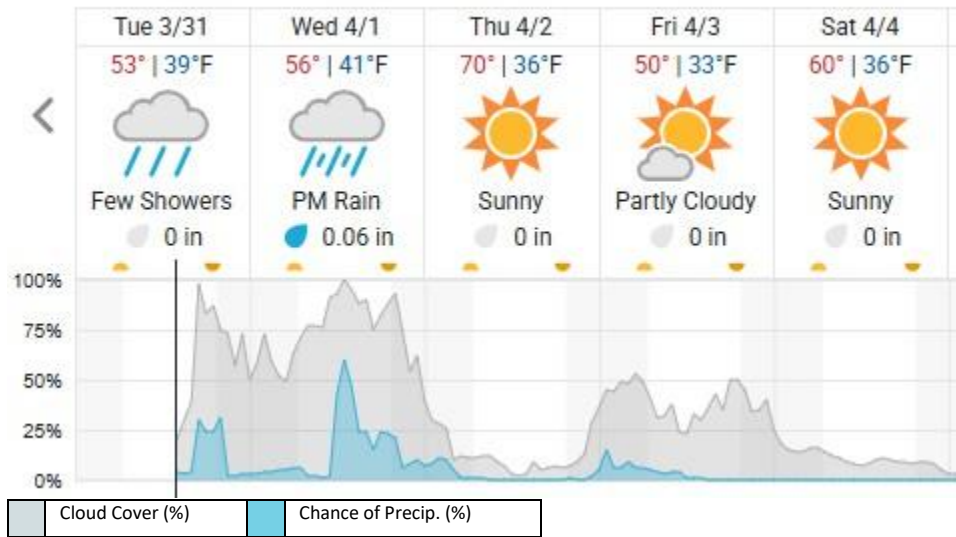 Tue 3/31 Wed 4/1 Thu 4/2 Fri 4/3 Sat 4/4
53° | 39°F 56° | 41°F 70° | 36°F 50° | 33°F 60° | 36°F
Few Showers PM Rain Sunny Partly Cloudy Sunny
0 in 0.06 in 0 in 0 in 0 in
100%
75%
50%
25%
0%
Cloud Cover (%) Chance of Precip. (%)